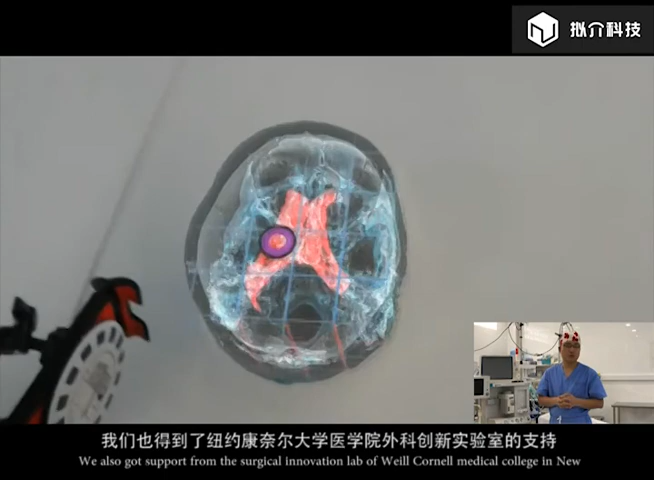 拟介科技
我们也得到了纽约康奈尔大学医学院外科创新实验室的支持
We also got support from the surgical innovation lab of Weill Cornell medical college in New